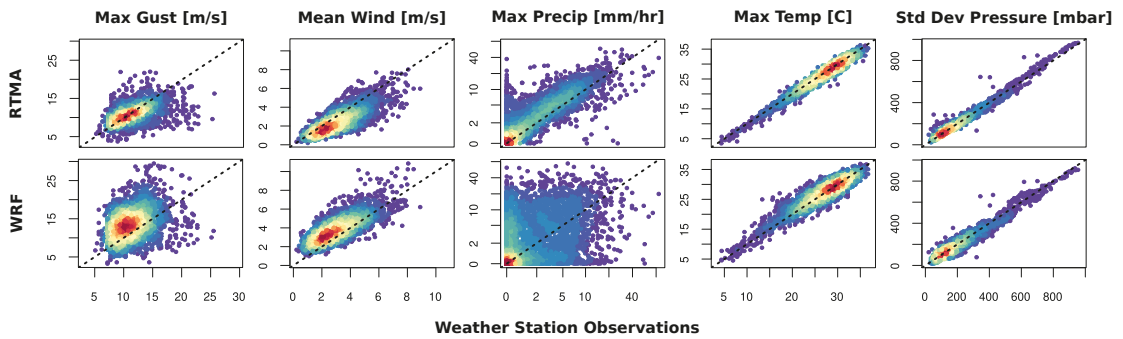 Max Gust [m/s] Mean Wind [m/s] Max Precip [mm/hr] Max Temp [C] Std Dev Pressure [mbar]
RTMA
5 15 25
0 2 4 6 8
0 2 10 40
5 15 25 35
0 400 800
WRF
5 15 25
0 2 4 6 8
0 2 10 40
5 15 25 35
0 400 800
5 10 15 20 25 30
0 2 4 6 8 10
0 2 5 10 40
5 10 20 30
0 200 400 600 800
Weather Station Observations